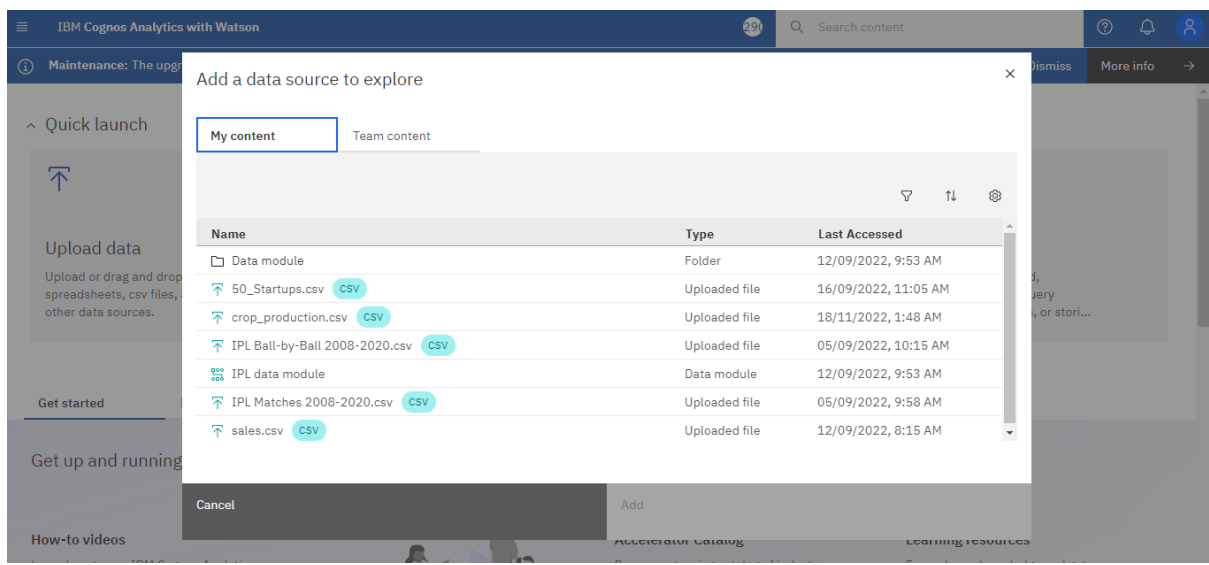 IBM Cognos Analytics with Watson
290
Search content
Maintenance: The upgr
Dismiss
More info
Add a data source to explore
My content
Team content
Quick launch
Upload data
Upload or drag and drop
spreadsheets, csv files,
other data sources.
Name Type Last Accessed
Data module Folder 12/09/2022, 9:53 AM
50_Startups.csv CSV Uploaded file 16/09/2022, 11:05 AM
crop_production.csv CSV Uploaded file 18/11/2022, 1:48 AM
IPL Ball-by-Ball 2008-2020.csv CSV Uploaded file 05/09/2022, 10:15 AM
IPL data module Data module 12/09/2022, 9:53 AM
IPL Matches 2008-2020.csv CSV Uploaded file 05/09/2022, 9:58 AM
sales.csv CSV Uploaded file 12/09/2022, 8:15 AM
, or stori...
Get started
Get up and running
Cancel
Add
How-to videos
Accelerator Catalog
Learning resources